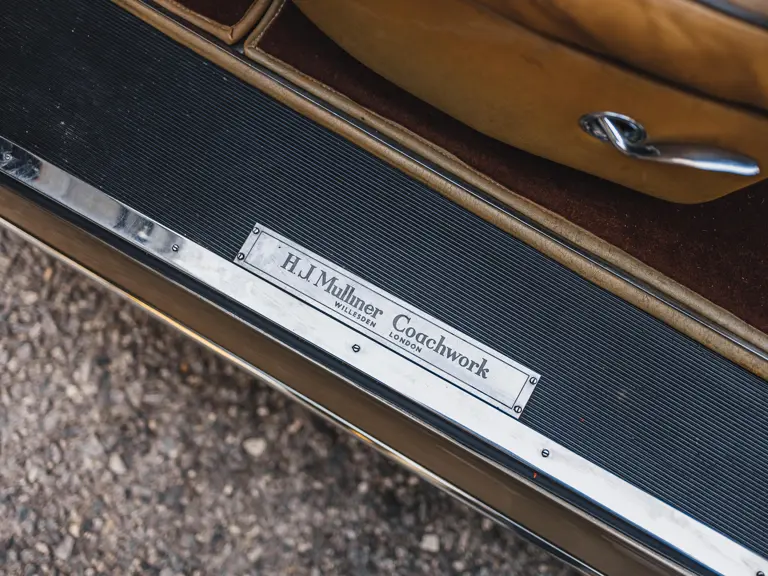 H.J. Mulliner Coachwork
WILLESDEN LONDON